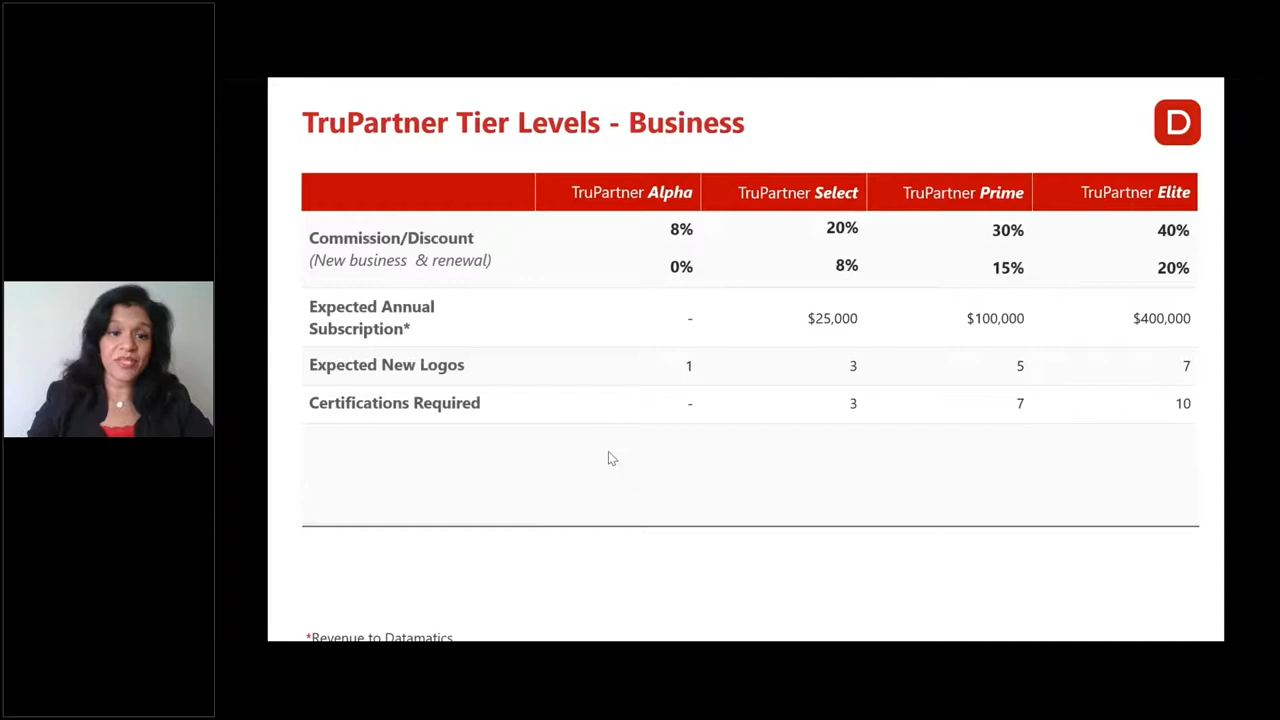 TruPartner Tier Levels - Business
D
TruPartner Alpha TruPartner Select TruPartner Prime TruPartner Elite
Commission/Discount 8% 20% 30% 40%
(New business & renewal) 0% 8% 15% 20%
Expected Annual
Subscription* - $25,000 $100,000 $400,000
Expected New Logos 1 3 5 7
Certifications Required - 3 7 10
*Revenue to Datamatics